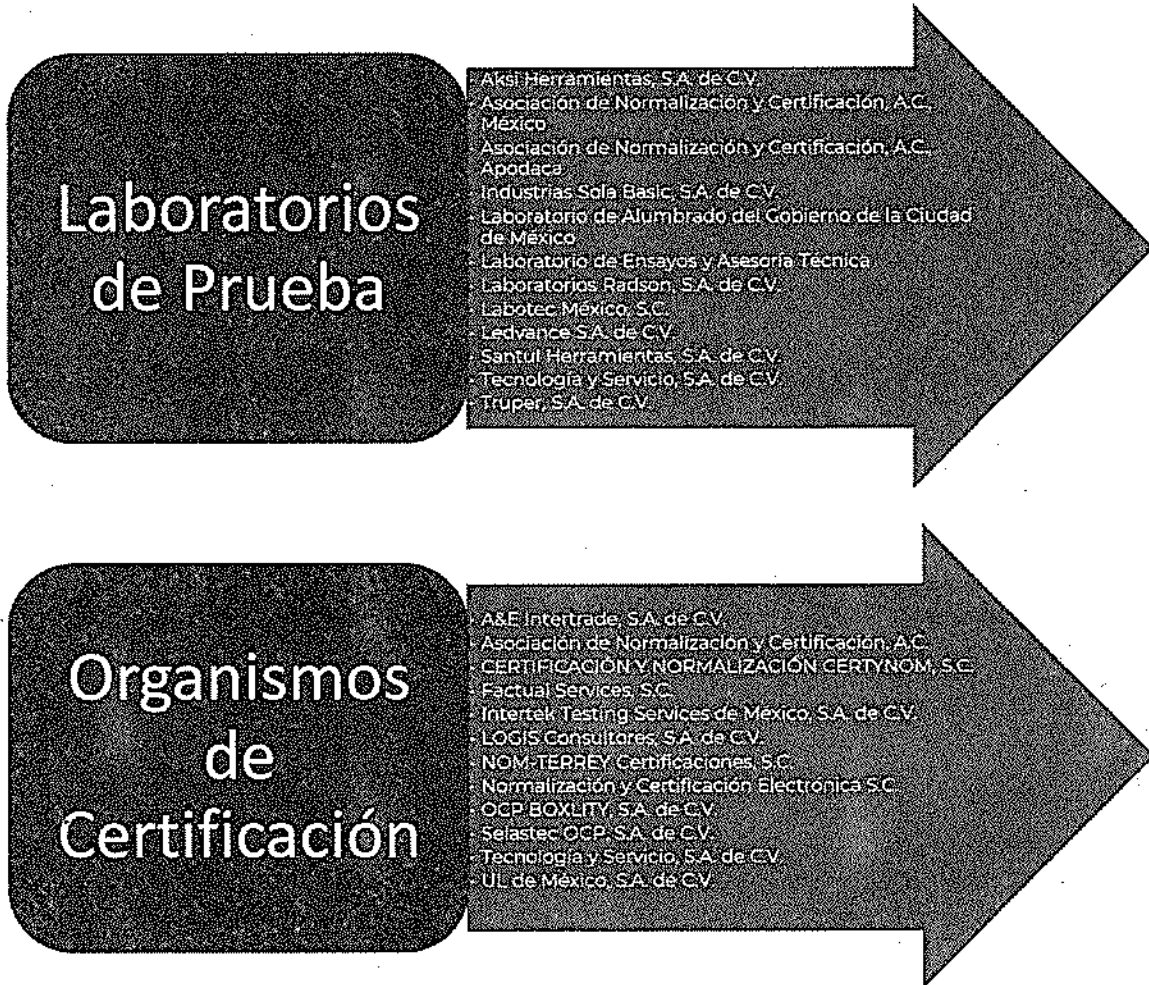 Laboratorios
de Prueba
- Aksi Herramientas, S.A. de C.V.
- Asociación de Normalización y Certificación, A.C.,
México
- Asociación de Normalización y Certificación, A.C.,
Apodaca
- Industrias Sola Basic, S.A. de C.V.
- Laboratorio de Alumbrado del Gobierno de la Ciudad
de México
- Laboratorio de Ensayos y Asesoría Técnica
- Laboratorios Radson, S.A. de C.V.
- Labotec México, S.C.
- Ledvance S.A. de C.V.
- Santul Herramientas, S.A. de C.V.
- Tecnología y Servicio, S.A. de C.V.
- Truper, S.A. de C.V.
Organismos
de
Certificación
- A&E Intertrade, S.A. de C.V.
- Asociación de Normalización y Certificación, A.C.
- CERTIFICACIÓN Y NORMALIZACIÓN CERTYNOM, S.C.
- Factual Services, S.C.
- Intertek Testing Services de México, S.A. de C.V.
- LOGIS Consultores, S.A. de C.V.
- NOM-TERREY Certificaciones, S.C.
- Normalización y Certificación Electrónica S.C.
- OCP BOXLITY, S.A. de C.V.
- Selastec OCP, S.A. de C.V.
- Tecnología y Servicio, S.A. de C.V.
- UL de México, S.A. de C.V.